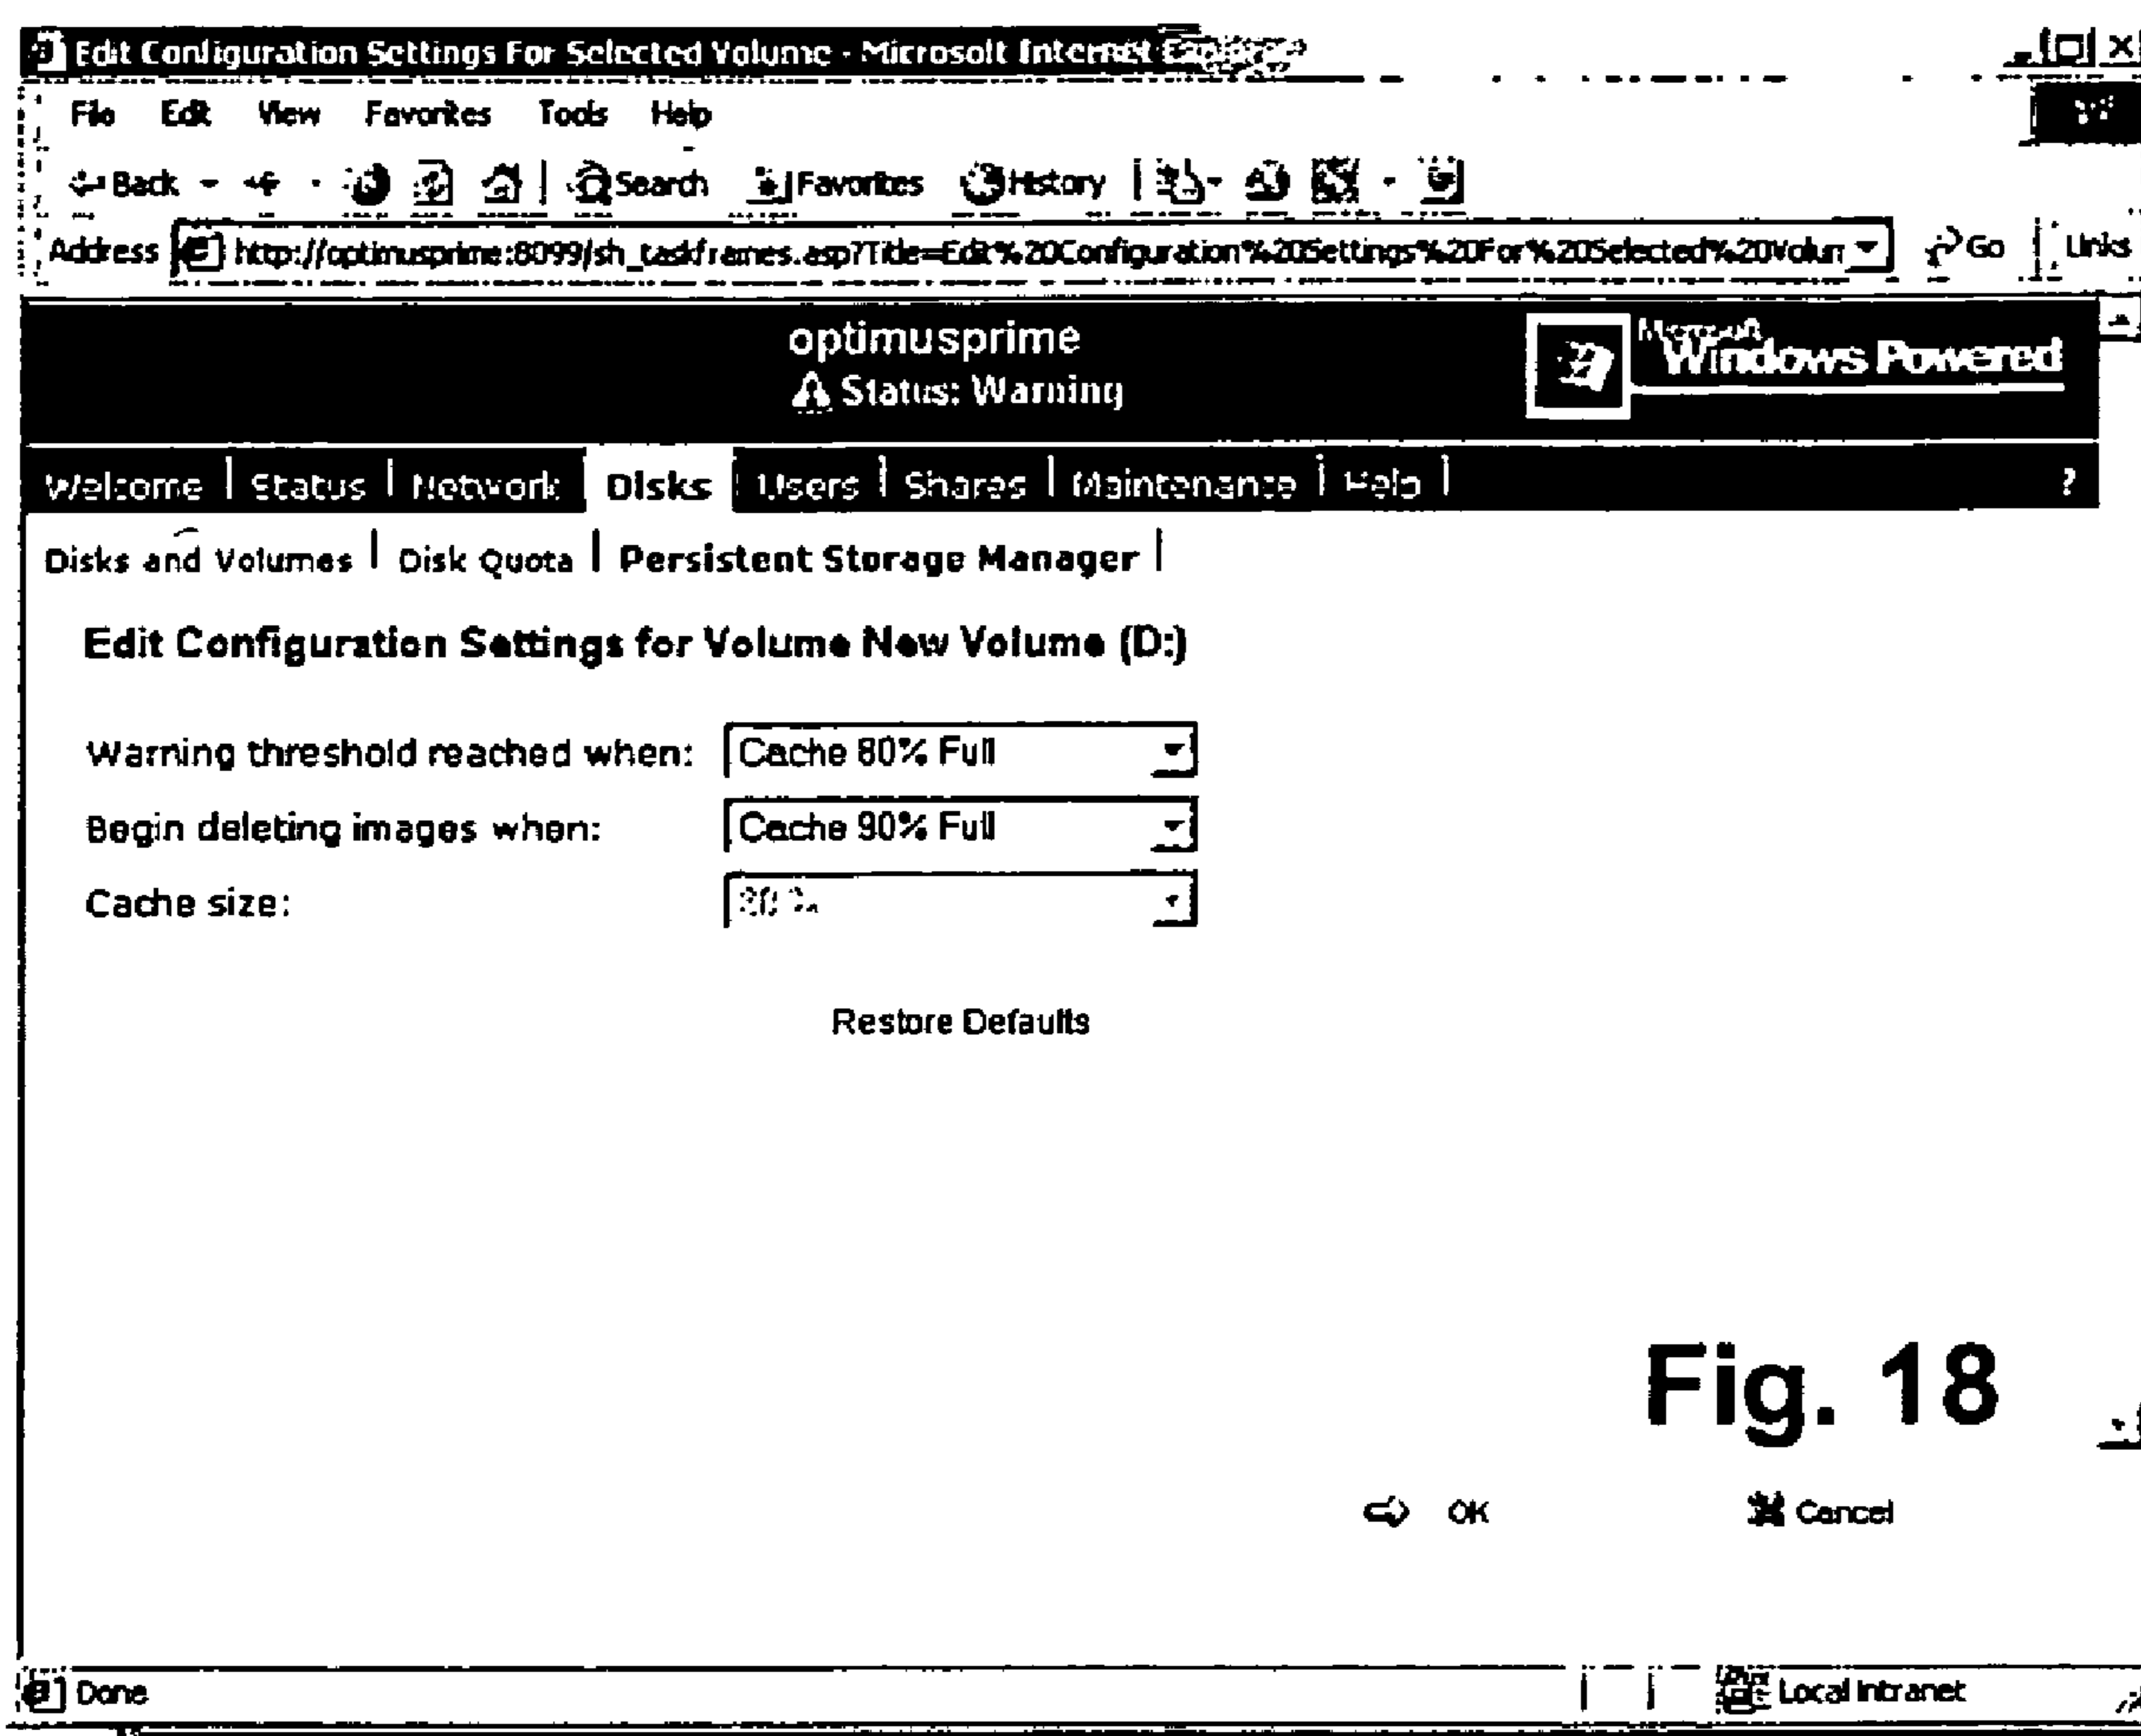 Edit Configuration Settings For Selected Volume - Microsoft Internet Explorer
File Edit View Favorites Tools Help
Back Search Favorites History
Address http://optimusprime:8099/sh_taskframes.asp?Title=Edit%20Configuration%20Settings%20For%20Selected%20Volun Go Links
optimusprime
Status: Warning
Microsoft
Windows Powered
Welcome | Status | Network | Disks | Users | Shares | Maintenance | Help | ?
Disks and Volumes | Disk Quota | Persistent Storage Manager |
Edit Configuration Settings for Volume New Volume (D:)
Warning threshold reached when: Cache 80% Full
Begin deleting images when: Cache 90% Full
Cache size:
Restore Defaults
Fig. 18
OK Cancel
Done Local intranet